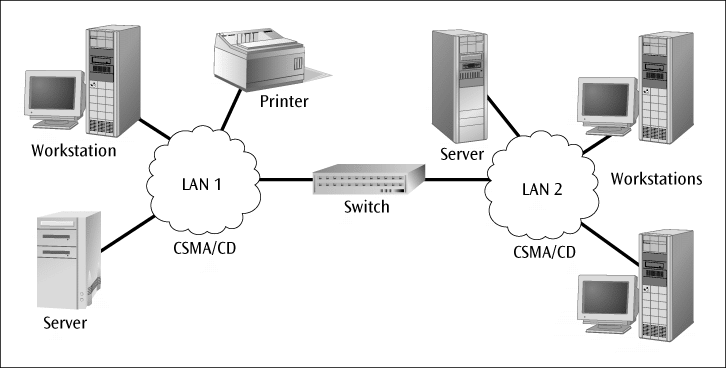 Printer
Workstation
Server
Workstations
LAN 1
LAN 2
Switch
CSMA/CD
CSMA/CD
Server